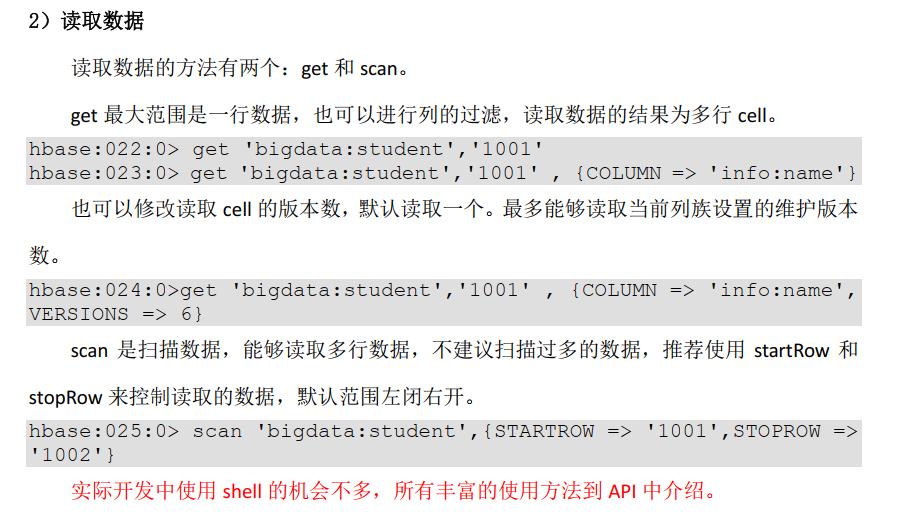 2）读取数据
读取数据的方法有两个：get 和 scan。
get 最大范围是一行数据，也可以进行列的过滤，读取数据的结果为多行 cell。
hbase:022:0> get 'bigdata:student','1001'
hbase:023:0> get 'bigdata:student','1001' , {COLUMN => 'info:name'}
也可以修改读取 cell 的版本数，默认读取一个。最多能够读取当前列族设置的维护版本
数。
hbase:024:0>get 'bigdata:student','1001' , {COLUMN => 'info:name',
VERSIONS => 6}
scan 是扫描数据，能够读取多行数据，不建议扫描过多的数据，推荐使用 startRow 和
stopRow 来控制读取的数据，默认范围左闭右开。
hbase:025:0> scan 'bigdata:student',{STARTROW => '1001',STOPROW =>
'1002'}
实际开发中使用 shell 的机会不多，所有丰富的使用方法到 API 中介绍。